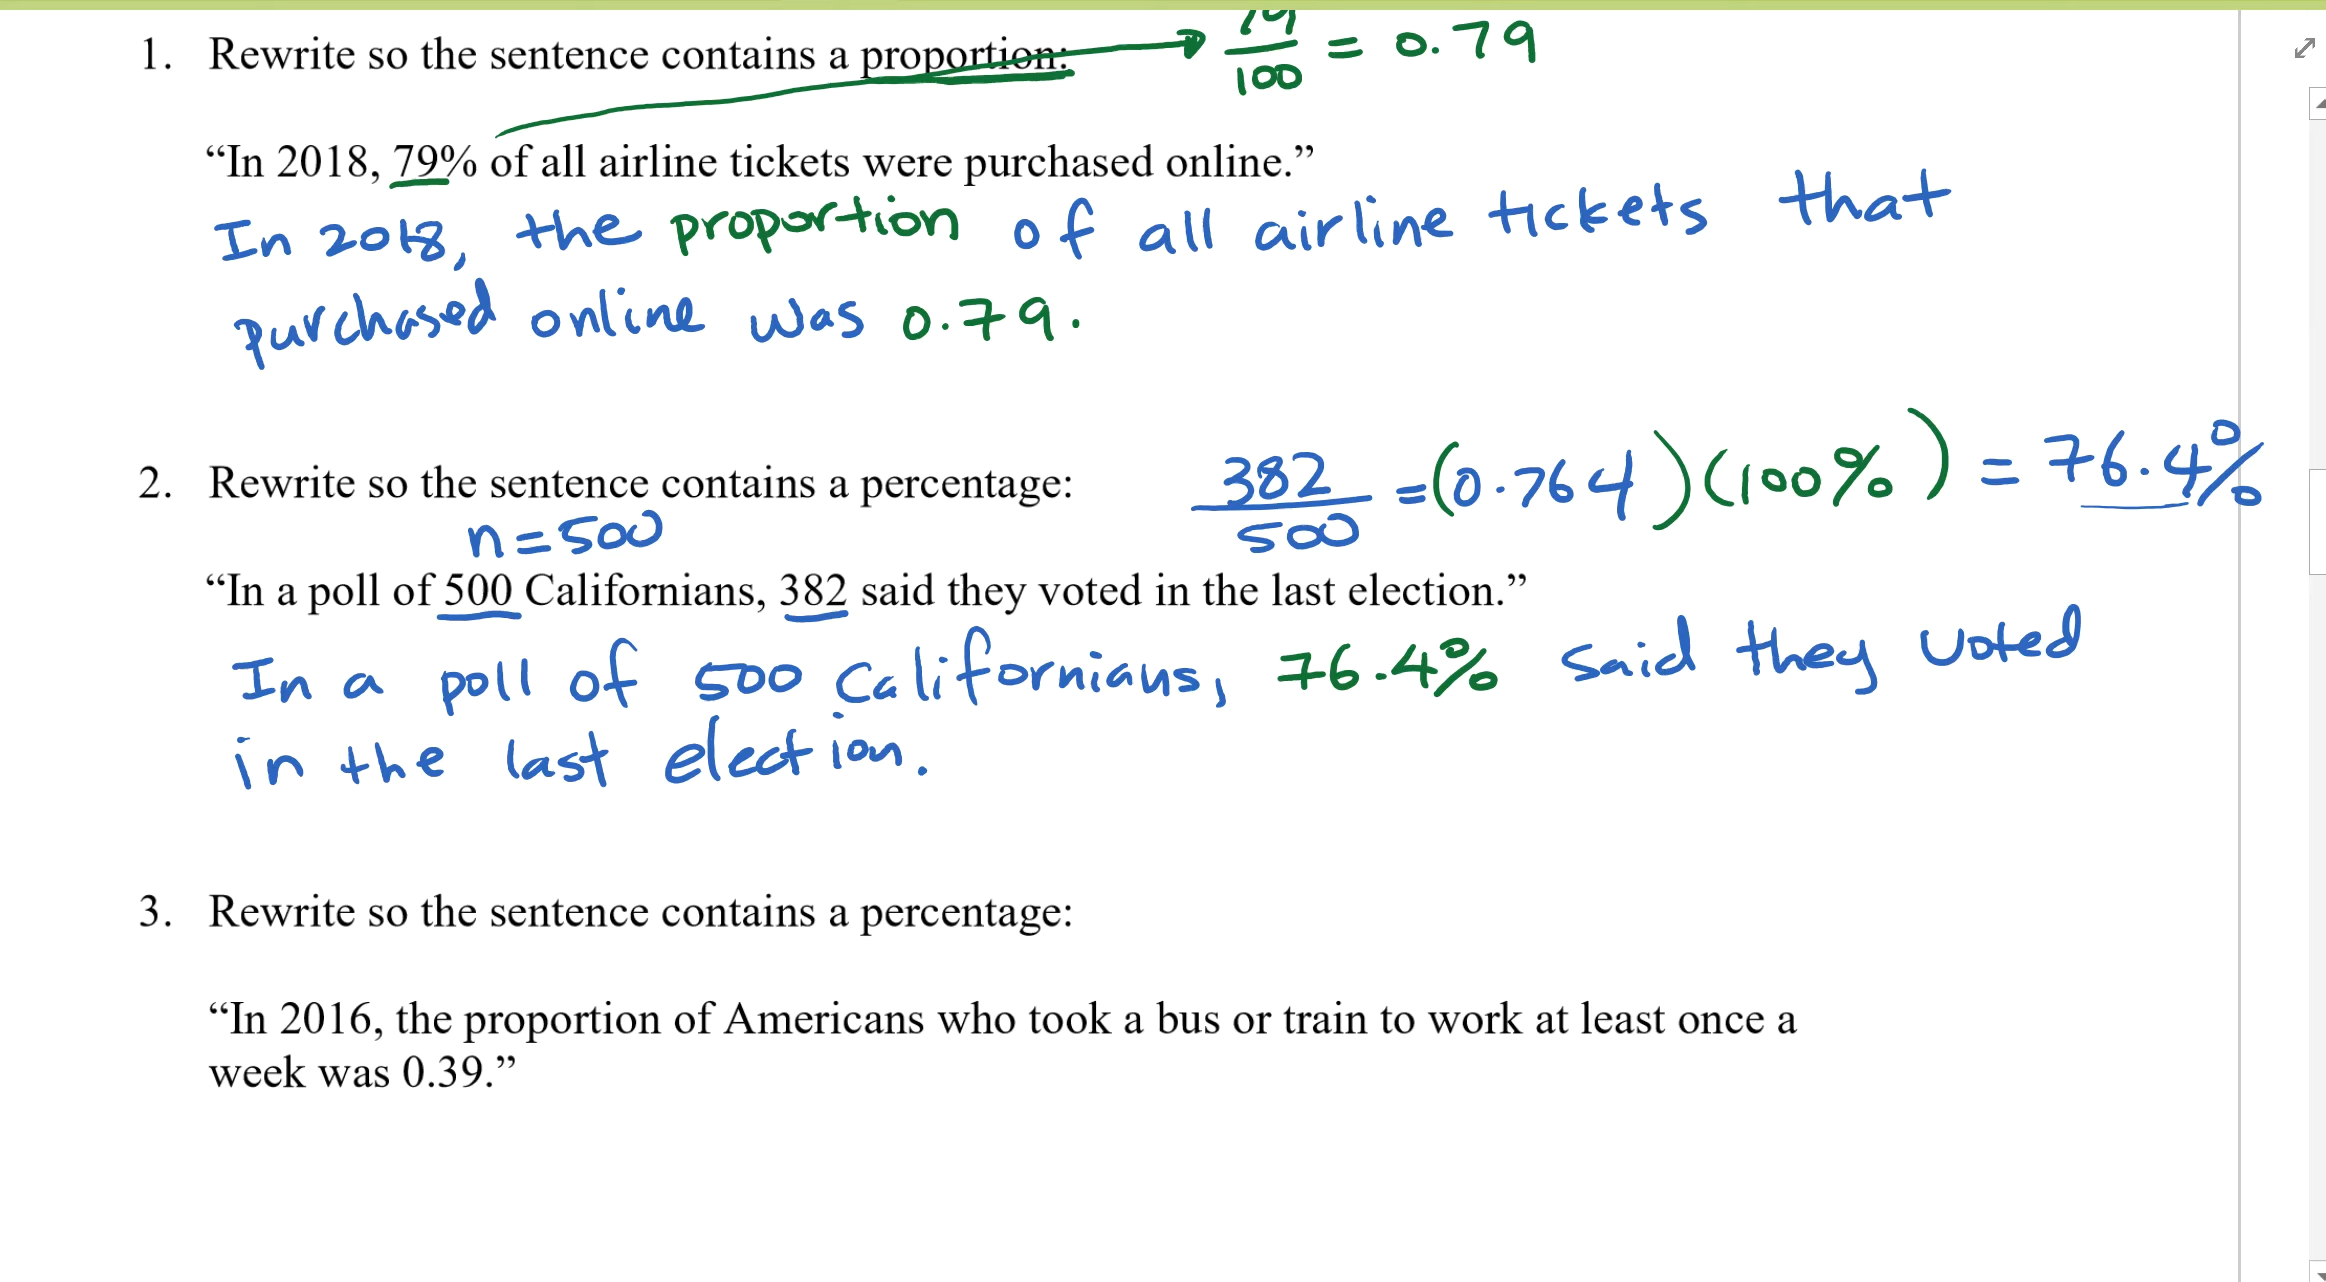 1. Rewrite so the sentence contains a proportion: 79/100 = 0.79
“In 2018, 79% of all airline tickets were purchased online.”
In 2018, the proportion of all airline tickets that
purchased online was 0.79.
2. Rewrite so the sentence contains a percentage: 382/500 = (0.764)(100%) = 76.4%
n=500
“In a poll of 500 Californians, 382 said they voted in the last election.”
In a poll of 500 Californians, 76.4% said they voted
in the last election.
3. Rewrite so the sentence contains a percentage:
“In 2016, the proportion of Americans who took a bus or train to work at least once a
week was 0.39.”